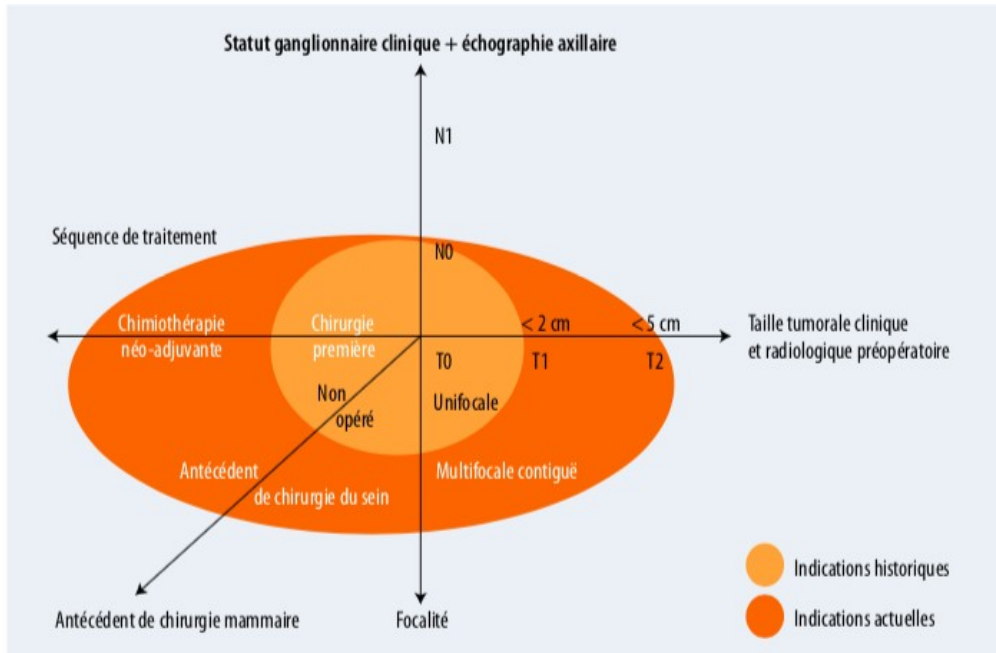 Statut ganglionnaire clinique + échographie axillaire
N1
Séquence de traitement
N0
Chimiothérapie
néo-adjuvante
Chirurgie
première
< 2 cm
< 5 cm
Taille tumorale clinique
et radiologique préopératoire
T0
T1
T2
Non
opéré
Unifocale
Antécédent
de chirurgie du sein
Multifocale contiguë
Indications historiques
Indications actuelles
Antécédent de chirurgie mammaire
Focalité